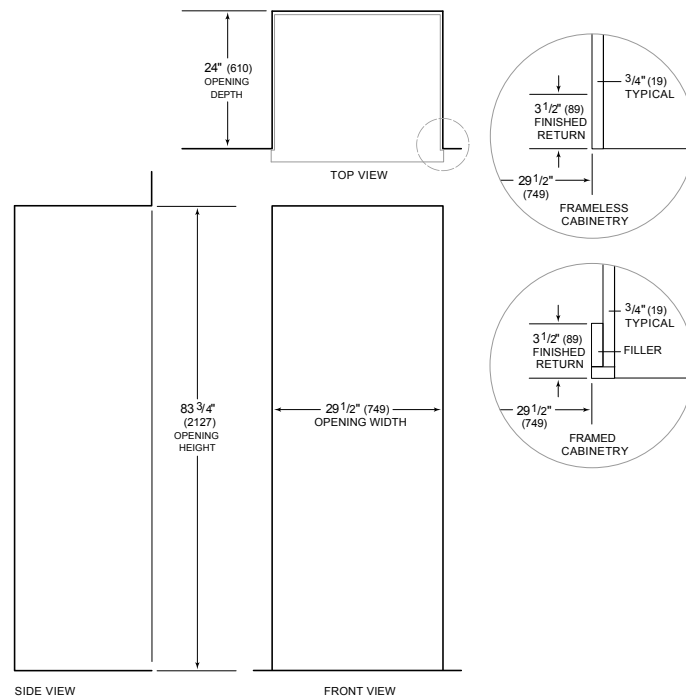 24" (610)
OPENING
DEPTH
TOP VIEW
3/4" (19)
TYPICAL
3 1/2" (89)
FINISHED
RETURN
29 1/2"
(749)
FRAMELESS
CABINETRY
3/4" (19)
TYPICAL
3 1/2" (89)
FINISHED
RETURN
FILLER
29 1/2"
(749)
FRAMED
CABINETRY
83 3/4"
(2127)
OPENING
HEIGHT
29 1/2" (749)
OPENING WIDTH
SIDE VIEW
FRONT VIEW